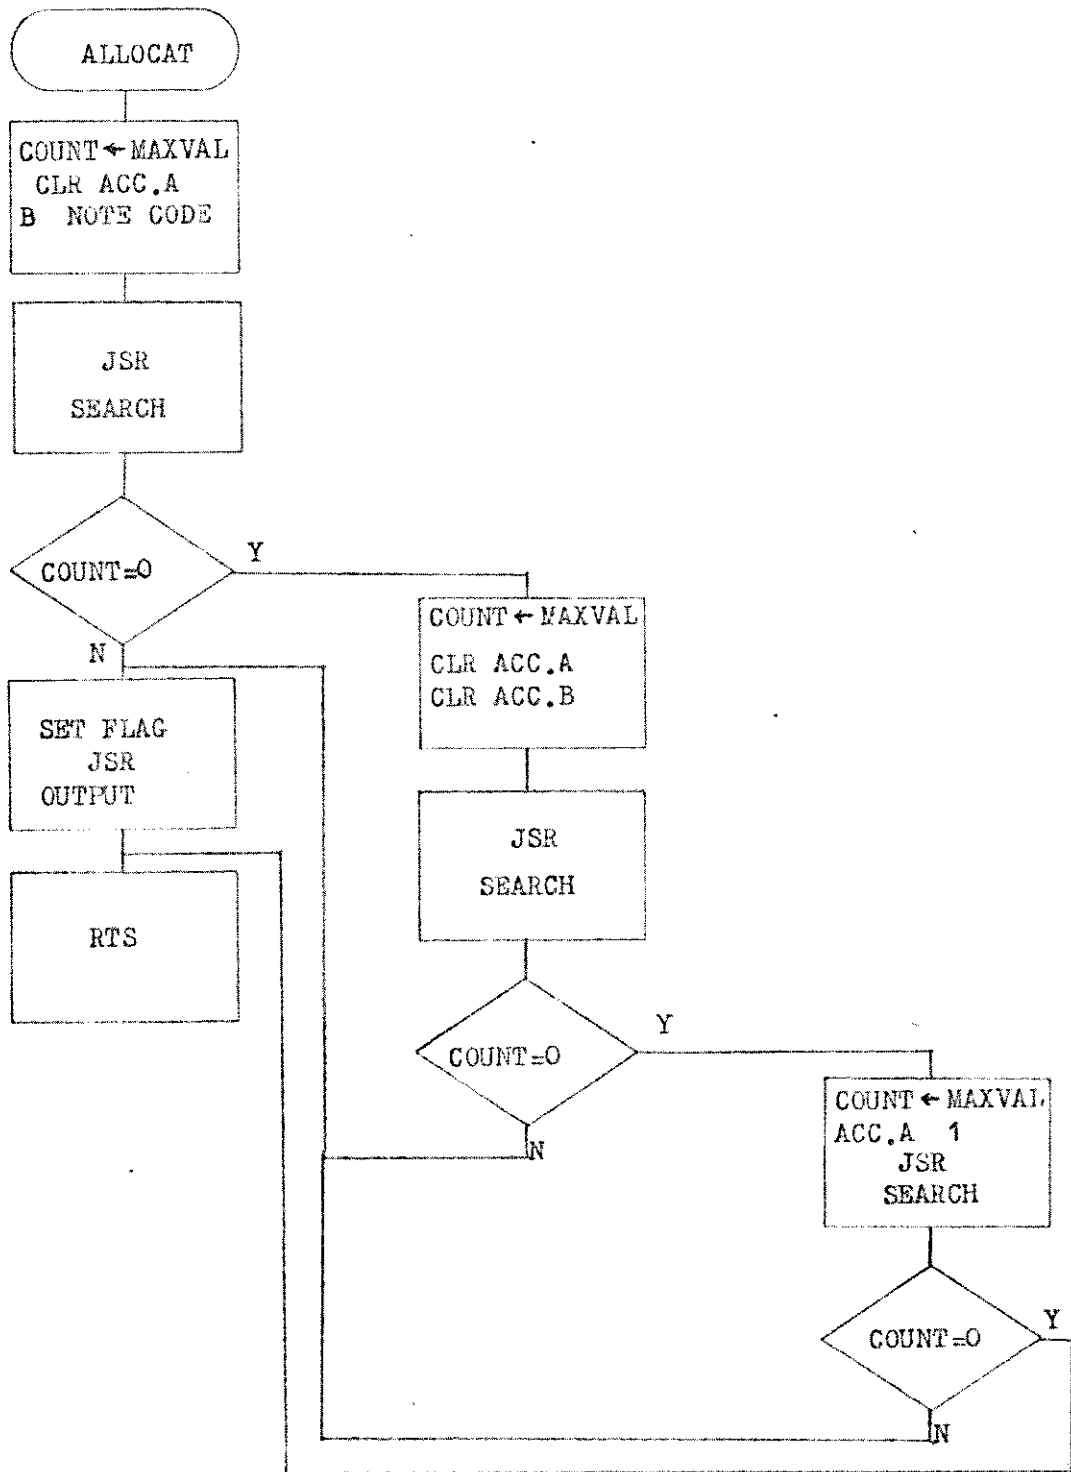 ALLOCAT
COUNT ← MAXVAL
CLR ACC.A
B NOTE CODE
JSR
SEARCH
COUNT=0
Y
N
SET FLAG
JSR
OUTPUT
RTS
COUNT ← MAXVAL
CLR ACC.A
CLR ACC.B
JSR
SEARCH
COUNT=0
Y
N
COUNT ← MAXVAL
ACC.A 1
JSR
SEARCH
COUNT=0
Y
N